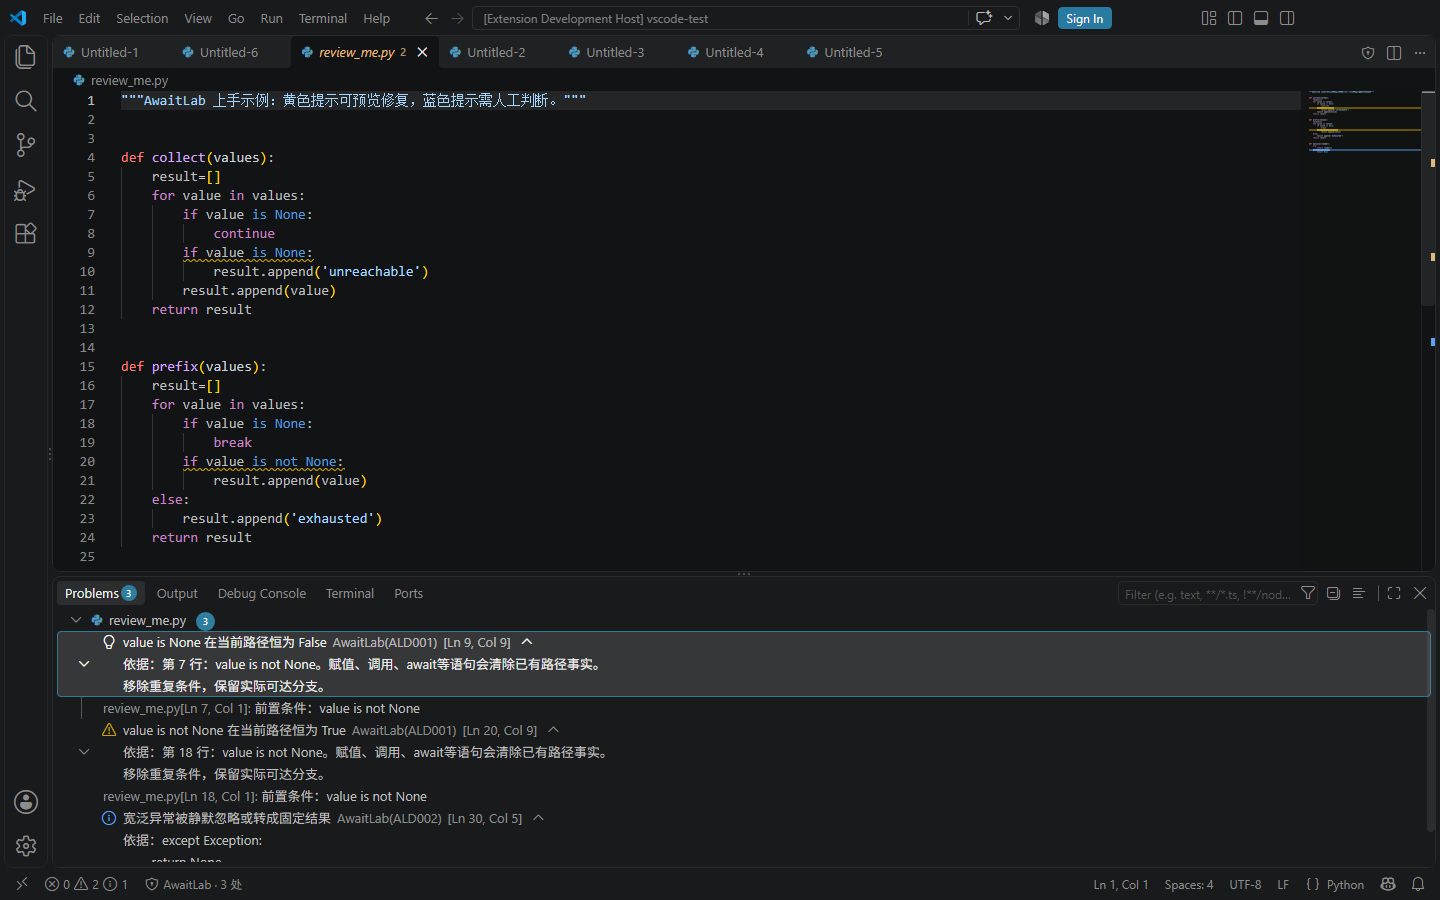 File Edit Selection View Go Run Terminal Help [Extension Development Host] vscode-test Sign In
Untitled-1 Untitled-6 review_me.py 2 Untitled-2 Untitled-3 Untitled-4 Untitled-5
review_me.py
1 """AwaitLab 上手示例：黄色提示可预览修复，蓝色提示需人工判断。"""
2
3
4 def collect(values):
5 result=[]
6 for value in values:
7 if value is None:
8 continue
9 if value is None:
10 result.append('unreachable')
11 result.append(value)
12 return result
13
14
15 def prefix(values):
16 result=[]
17 for value in values:
18 if value is None:
19 break
20 if value is not None:
21 result.append(value)
22 else:
23 result.append('exhausted')
24 return result
25
Problems 3 Output Debug Console Terminal Ports Filter (e.g. text, **/*.ts, !**/nod...
review_me.py 3
value is None 在当前路径恒为 False AwaitLab(ALD001) [Ln 9, Col 9]
依据：第 7 行：value is not None。赋值、调用、await等语句会清除已有路径事实。
移除重复条件，保留实际可达分支。
review_me.py[Ln 7, Col 1]: 前置条件：value is not None
value is not None 在当前路径恒为 True AwaitLab(ALD001) [Ln 20, Col 9]
依据：第 18 行：value is not None。赋值、调用、await等语句会清除已有路径事实。
移除重复条件，保留实际可达分支。
review_me.py[Ln 18, Col 1]: 前置条件：value is not None
宽泛异常被静默忽略或转成固定结果 AwaitLab(ALD002) [Ln 30, Col 5]
依据：except Exception:
return None
0 2 1 AwaitLab · 3 处 Ln 1, Col 1 Spaces: 4 UTF-8 LF { } Python